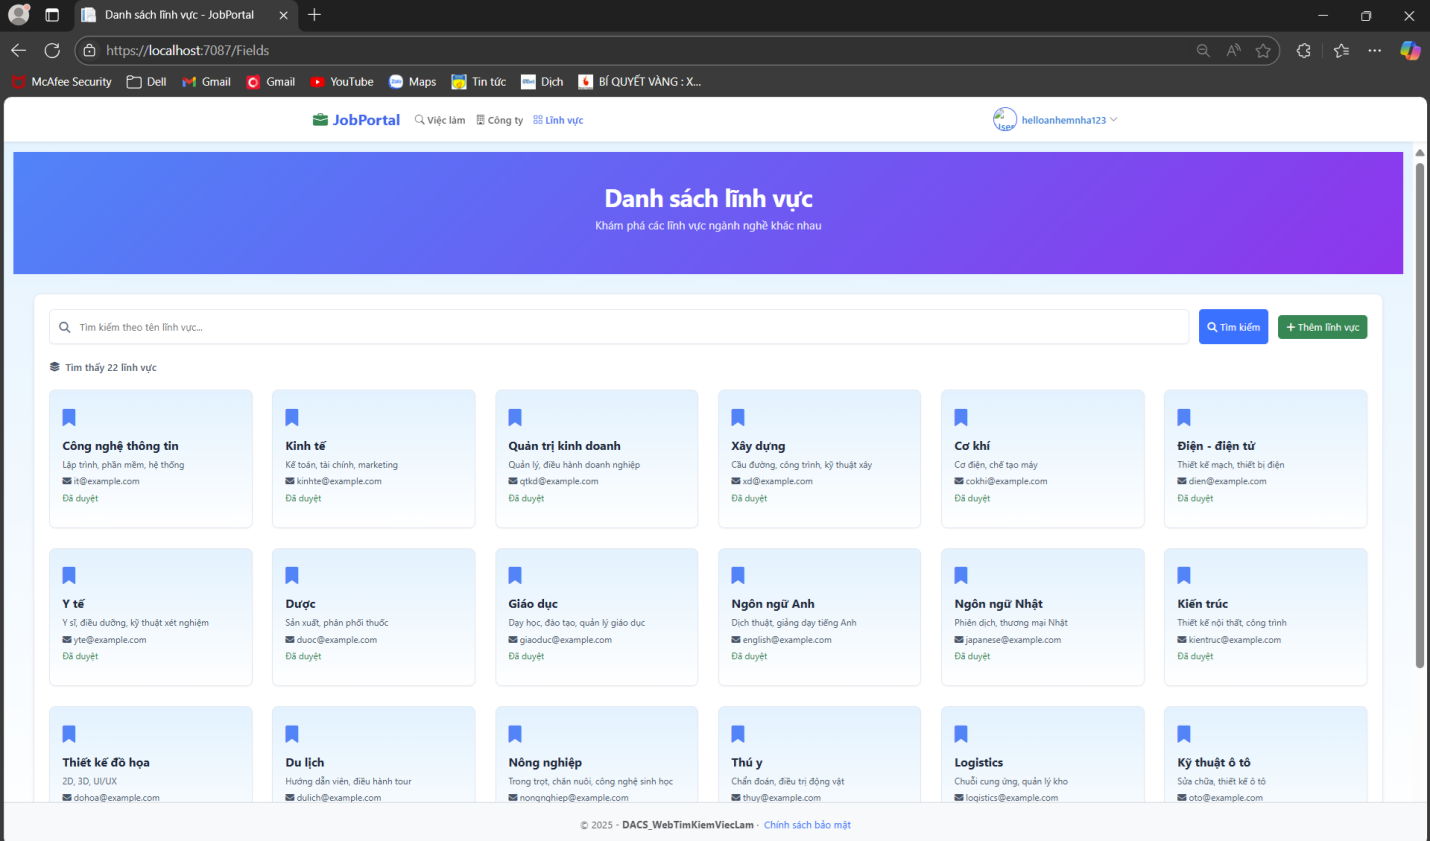 Danh sách lĩnh vực - JobPortal
https://localhost:7087/Fields
McAfee Security Dell Gmail Gmail YouTube Maps Tin tức Dịch BÍ QUYẾT VÀNG : X...
JobPortal Việc làm Công ty Lĩnh vực helloanhemnha123
Danh sách lĩnh vực
Khám phá các lĩnh vực ngành nghề khác nhau
Tìm kiếm theo tên lĩnh vực... Tìm kiếm + Thêm lĩnh vực
Tìm thấy 22 lĩnh vực
Công nghệ thông tin
Lập trình, phần mềm, hệ thống
it@example.com
Đã duyệt
Kinh tế
Kế toán, tài chính, marketing
kinhte@example.com
Đã duyệt
Quản trị kinh doanh
Quản lý, điều hành doanh nghiệp
qtkd@example.com
Đã duyệt
Xây dựng
Cầu đường, công trình, kỹ thuật xây
xd@example.com
Đã duyệt
Cơ khí
Cơ điện, chế tạo máy
cokhi@example.com
Đã duyệt
Điện - điện tử
Thiết kế mạch, thiết bị điện
dien@example.com
Đã duyệt
Y tế
Y sĩ, điều dưỡng, kỹ thuật xét nghiệm
yte@example.com
Đã duyệt
Dược
Sản xuất, phân phối thuốc
duoc@example.com
Đã duyệt
Giáo dục
Dạy học, đào tạo, quản lý giáo dục
giaoduc@example.com
Đã duyệt
Ngôn ngữ Anh
Dịch thuật, giảng dạy tiếng Anh
english@example.com
Đã duyệt
Ngôn ngữ Nhật
Phiên dịch, thương mại Nhật
japanese@example.com
Đã duyệt
Kiến trúc
Thiết kế nội thất, công trình
kientruc@example.com
Đã duyệt
Thiết kế đồ họa
2D, 3D, UI/UX
dohoa@example.com
Du lịch
Hướng dẫn viên, điều hành tour
dulich@example.com
Nông nghiệp
Trồng trọt, chăn nuôi, công nghệ sinh học
nongnghiep@example.com
Thú y
Chẩn đoán, điều trị động vật
thuy@example.com
Logistics
Chuỗi cung ứng, quản lý kho
logistics@example.com
Kỹ thuật ô tô
Sửa chữa, thiết kế ô tô
oto@example.com
© 2025 - DACS_WebTimKiemViecLam - Chính sách bảo mật